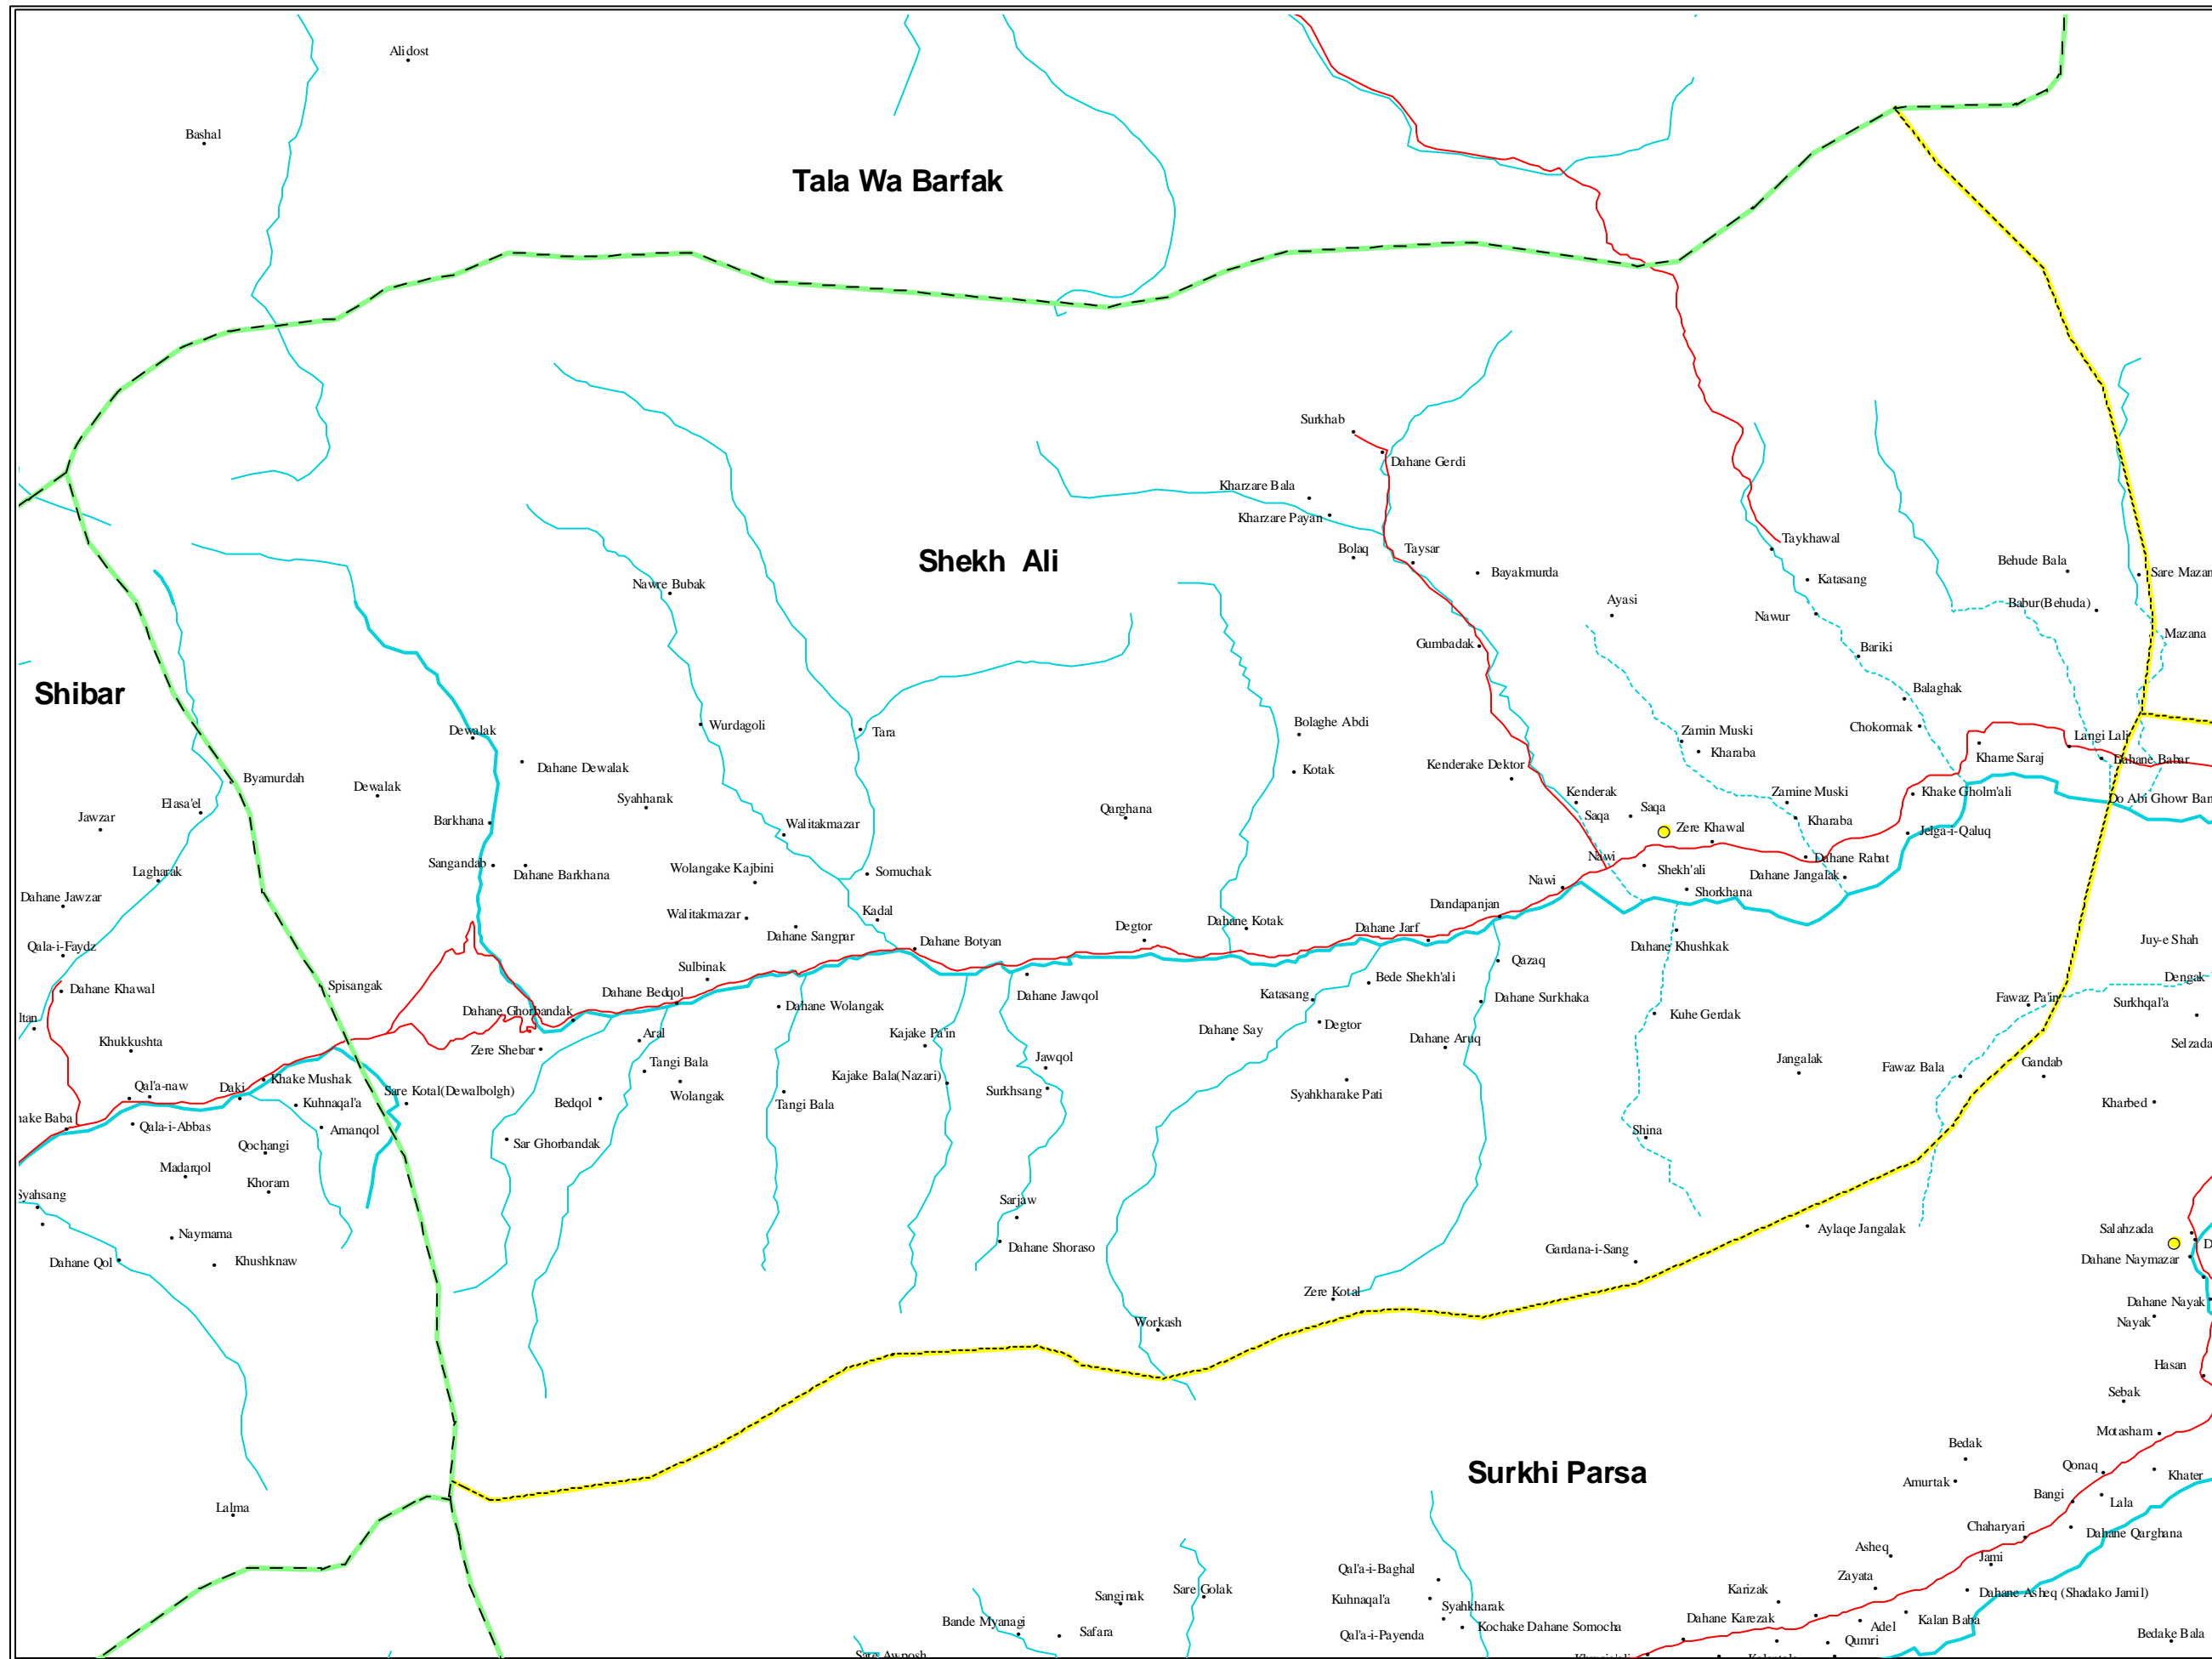 Alidost
Bashal
Tala Wa Barfak
Surkhab
Dahane Gerdi
Kharzare Bala
Kharzare Payan
Taykhawal
Bolaq
Taysar
Shekh Ali
Behude Bala
Bayakmurda
Katasang
Nawre Bubak
Ayasi
Babur(Behuda)
Nawur
Mazana
Gumbadak
Bariki
Shibar
Balaghak
Wurdagoli
Bolaghe Abdi
Chokormak
Dewalak
Tara
Zamin Muski
Langi Lali
Kharaba
Khame Saraj
Dahane Babar
Dahane Dewalak
Kotak
Kenderake Dektor
Byamurdah
Dewalak
Kenderak
Zamine Muski
Khake Gholm'ali
Syahharak
Elasa'el
Saqa
Qarghana
Saqa
Jawzar
Barkhana
Walitakmazar
Zere Khawal
Kharaba
Jelga-i-Qaluq
Sangandab
Nawi
Dahane Rabat
Lagharak
Dahane Barkhana
Wolangake Kajbini
Somuchak
Shekh'ali
Dahane Jangalak
Nawi
Shorkhana
Dahane Jawzar
Dandapanjan
Walitakmazar
Kadal
Dahane Kotak
Degtor
Dahane Jarf
Dahane Sangpar
Dahane Botyan
Juy-e Shah
Qala-i-Faydz
Dahane Khushkak
Qazaq
Sulbinak
Bede Shekh'ali
Dengak
Spisangak
Dahane Khawal
Dahane Bedqol
Dahane Jawqol
Katasang
Fawaz Pa'in
Dahane Surkhaka
Surkhqal'a
Dahane Wolangak
Dahane Ghorbandak
Kuhe Gerdak
Degtor
Dahane Say
Aral
Kajake Pa'in
Dahane Aruq
Khukkushta
Zere Shebar
Jawqol
Jangalak
Gandab
Tangi Bala
Fawaz Bala
Khake Mushak
Kajake Bala(Nazari)
Qal'a-naw
Daki
Sare Kotal(Dewalbolgh)
Surkhsang
Syahkharake Pati
Wolangak
Kuhnaqal'a
Bedqol
Tangi Bala
Kharbed
Qala-i-Abbas
Amanqol
Shina
Qochangi
Sar Ghorbandak
Madarqol
Khoram
Syahsang
Sarjaw
Naymama
Aylaqe Jangalak
Salahzada
Dahane Shoraso
Gardana-i-Sang
Dahane Qol
Khushknaw
Dahane Naymazar
Zere Kotal
Dahane Nayak
Workash
Nayak
Hasan
Sebak
Motasham
Bedak
Surkhi Parsa
Qonaq
Khater
Amurtak
Bangi
Lala
Lalma
Chaharyari
Dahane Qarghana
Asheq
Jami
Qal'a-i-Baghal
Zayata
Sanginak
Sare Golak
Karizak
Dahane Asheq (Shadako Jamil)
Kuhnaqal'a
Syahkharak
Bande Myanagi
Dahane Karezak
Kalan Baba
Safara
Qal'a-i-Payenda
Kochake Dahane Somocha
Adel
Qumri
Bedake Bala